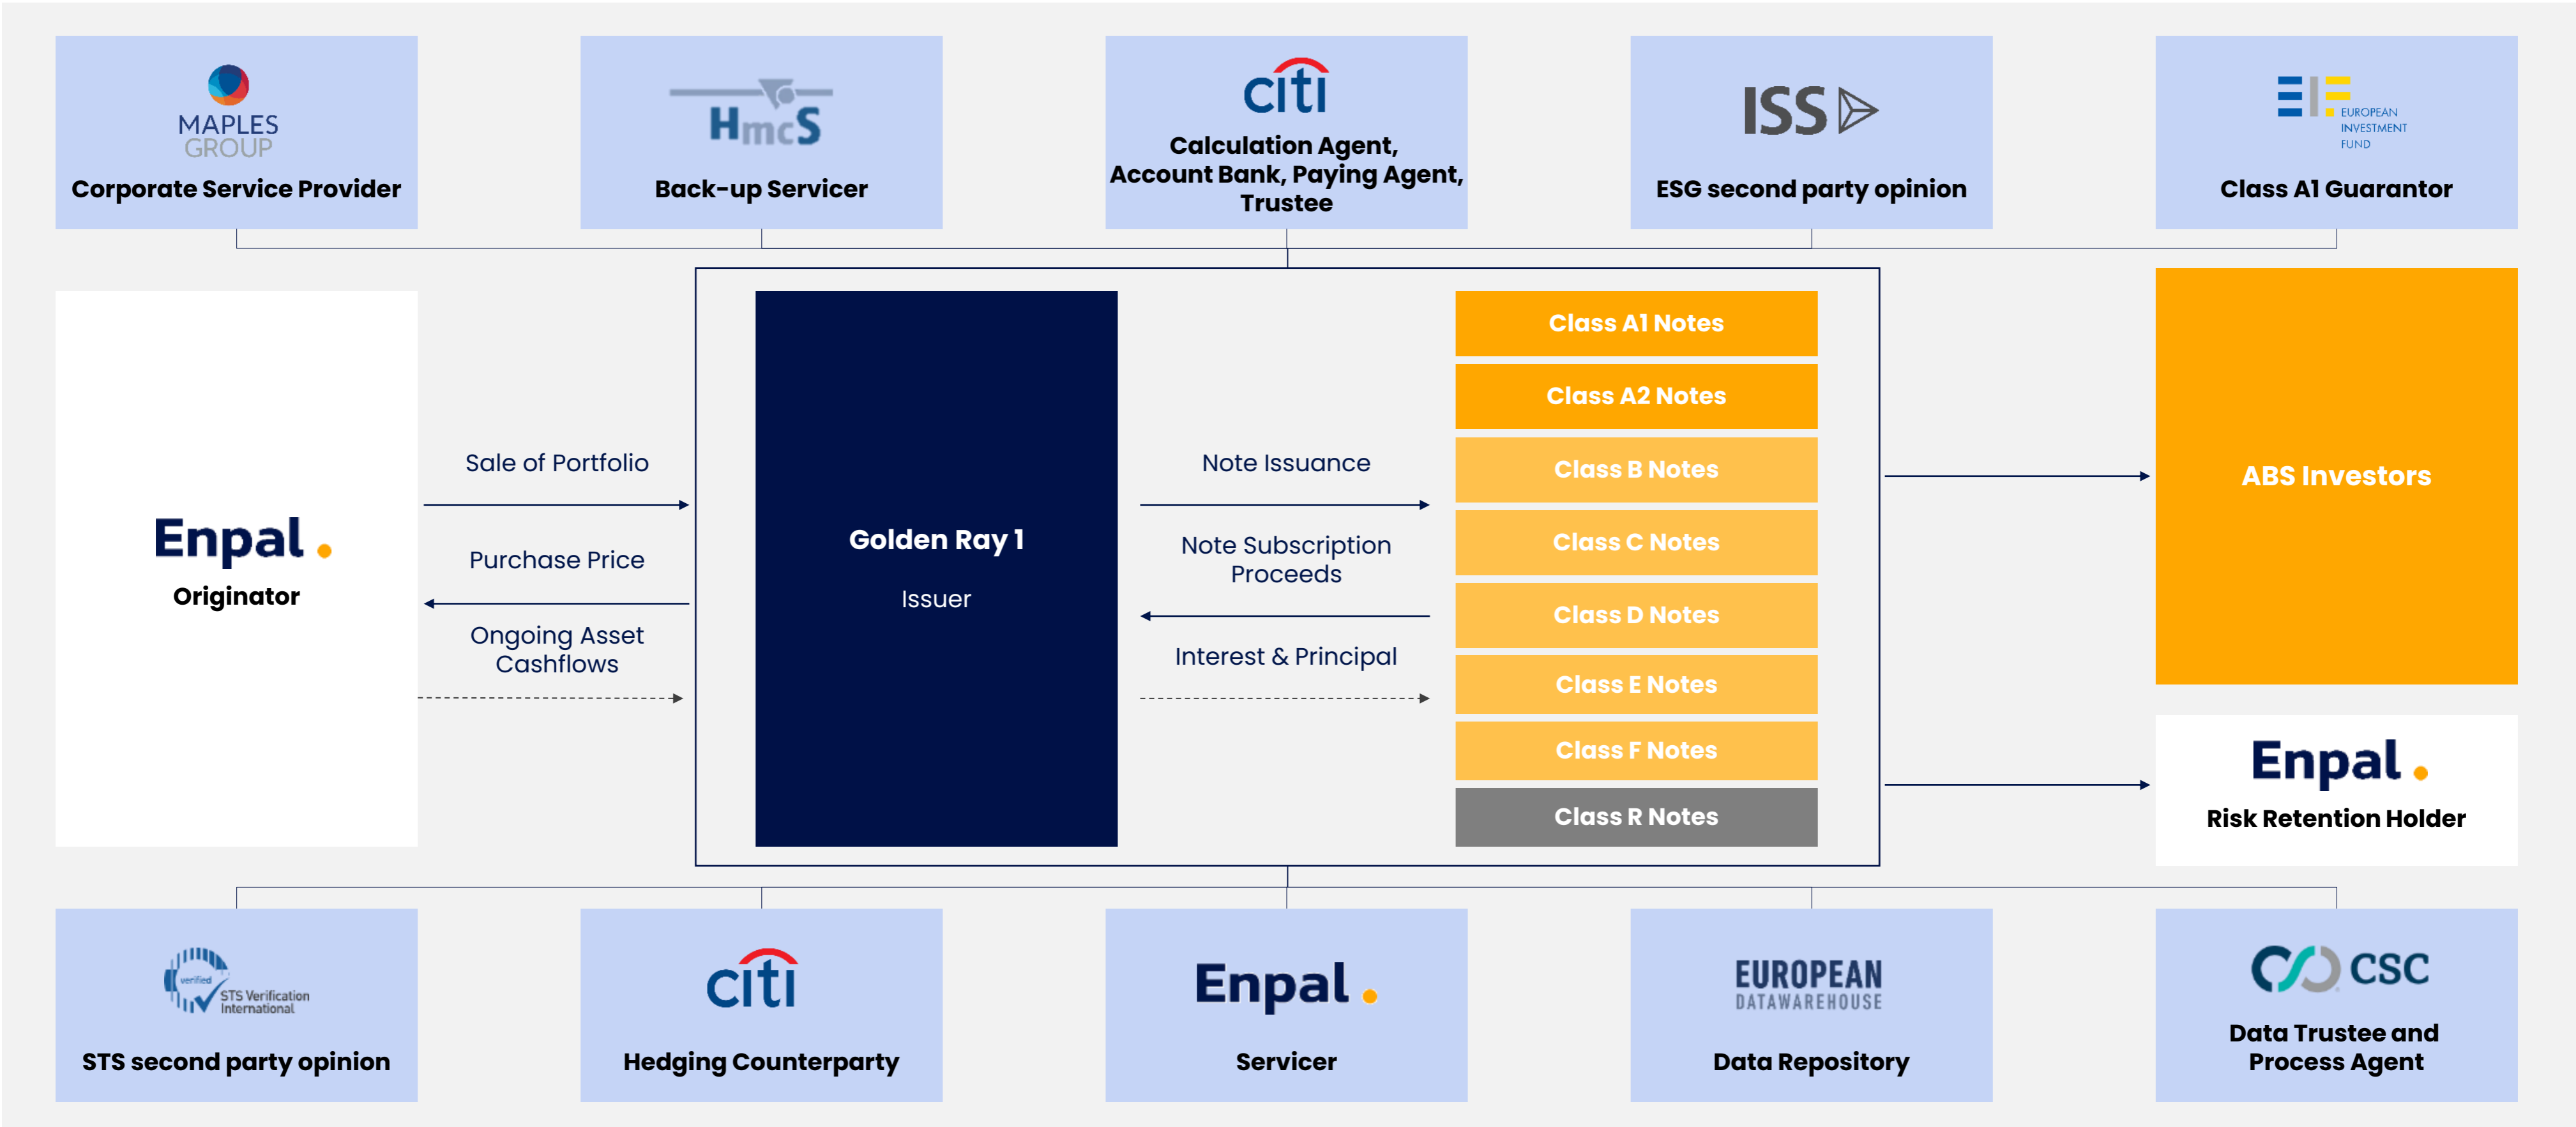 MAPLES
GROUP
Corporate Service Provider
HmcS
Back-up Servicer
citi
Calculation Agent,
Account Bank, Paying Agent,
Trustee
ISS
ESG second party opinion
EIF
EUROPEAN
INVESTMENT
FUND
Class A1 Guarantor
Enpal.
Originator
Sale of Portfolio
Purchase Price
Ongoing Asset
Cashflows
Golden Ray 1
Issuer
Note Issuance
Note Subscription
Proceeds
Interest & Principal
Class A1 Notes
Class A2 Notes
Class B Notes
Class C Notes
Class D Notes
Class E Notes
Class F Notes
Class R Notes
ABS Investors
Enpal.
Risk Retention Holder
verified
STS Verification
International
STS second party opinion
citi
Hedging Counterparty
Enpal.
Servicer
EUROPEAN
DATAWAREHOUSE
Data Repository
CSC
Data Trustee and
Process Agent